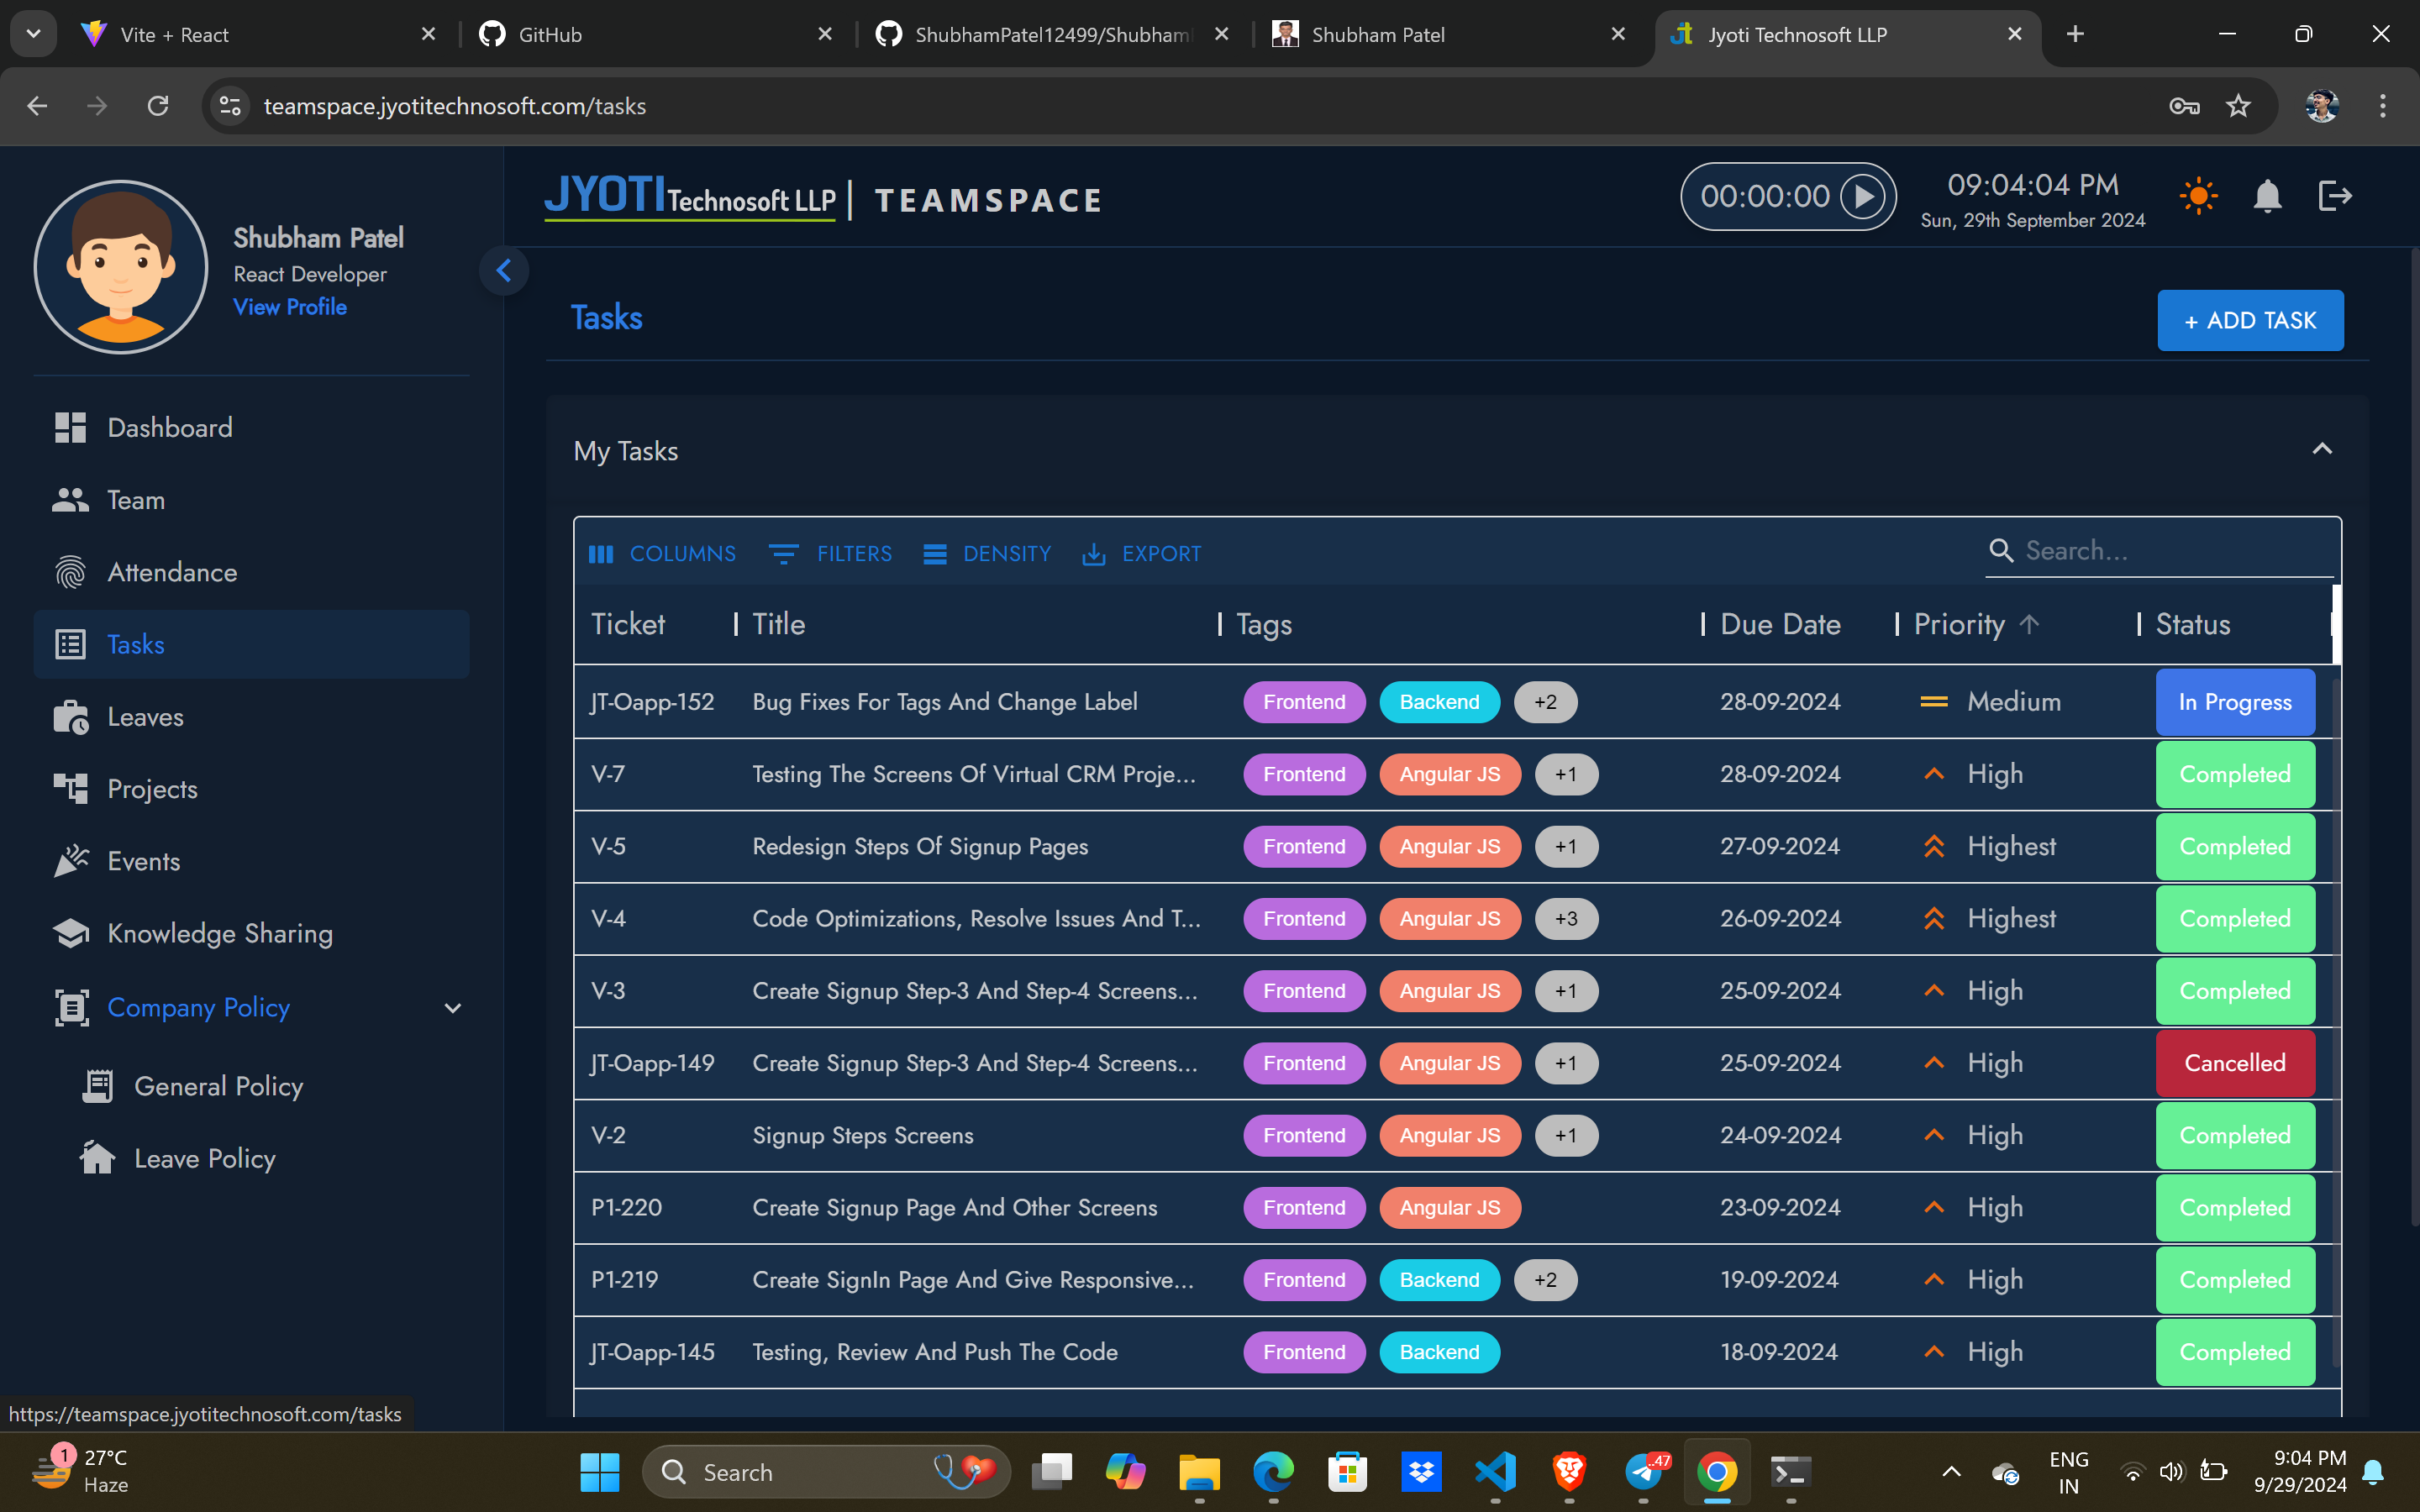 Vite + React
GitHub
ShubhamPatel12499/Shubham
Shubham Patel
Jyoti Technosoft LLP
teamspace.jyotitechnosoft.com/tasks
Shubham Patel
React Developer
View Profile
JYOTI Technosoft LLP | TEAMSPACE
00:00:00
09:04:04 PM
Sun, 29th September 2024
Dashboard
Team
Attendance
Tasks
Leaves
Projects
Events
Knowledge Sharing
Company Policy
General Policy
Leave Policy
Tasks
+ ADD TASK
My Tasks
COLUMNS FILTERS DENSITY EXPORT
Search...
Ticket Title Tags Due Date Priority Status
JT-Oapp-152 Bug Fixes For Tags And Change Label Frontend Backend +2 28-09-2024 Medium In Progress
V-7 Testing The Screens Of Virtual CRM Proje... Frontend Angular JS +1 28-09-2024 High Completed
V-5 Redesign Steps Of Signup Pages Frontend Angular JS +1 27-09-2024 Highest Completed
V-4 Code Optimizations, Resolve Issues And T... Frontend Angular JS +3 26-09-2024 Highest Completed
V-3 Create Signup Step-3 And Step-4 Screens... Frontend Angular JS +1 25-09-2024 High Completed
JT-Oapp-149 Create Signup Step-3 And Step-4 Screens... Frontend Angular JS +1 25-09-2024 High Cancelled
V-2 Signup Steps Screens Frontend Angular JS +1 24-09-2024 High Completed
P1-220 Create Signup Page And Other Screens Frontend Angular JS 23-09-2024 High Completed
P1-219 Create SignIn Page And Give Responsive... Frontend Backend +2 19-09-2024 High Completed
JT-Oapp-145 Testing, Review And Push The Code Frontend Backend 18-09-2024 High Completed
https://teamspace.jyotitechnosoft.com/tasks
1
27°C
Haze
Search
..47
ENG
IN
9:04 PM
9/29/2024